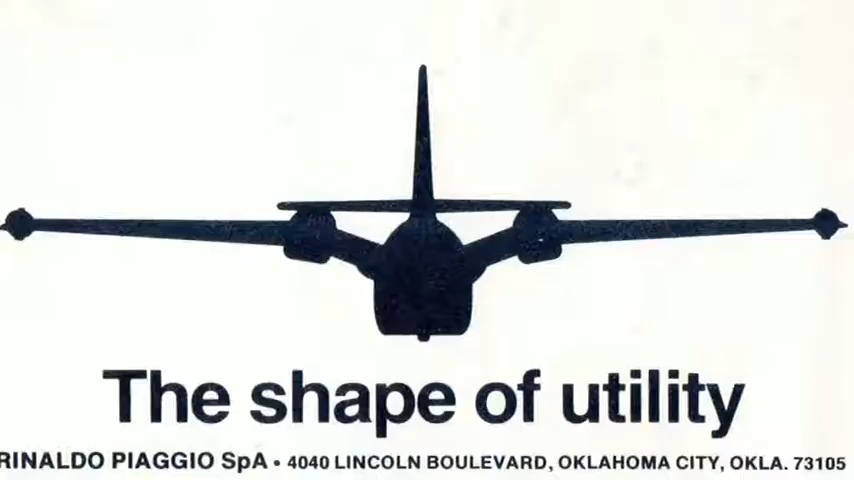 The shape of utility
RINALDO PIAGGIO SpA • 4040 LINCOLN BOULEVARD, OKLAHOMA CITY, OKLA. 73105